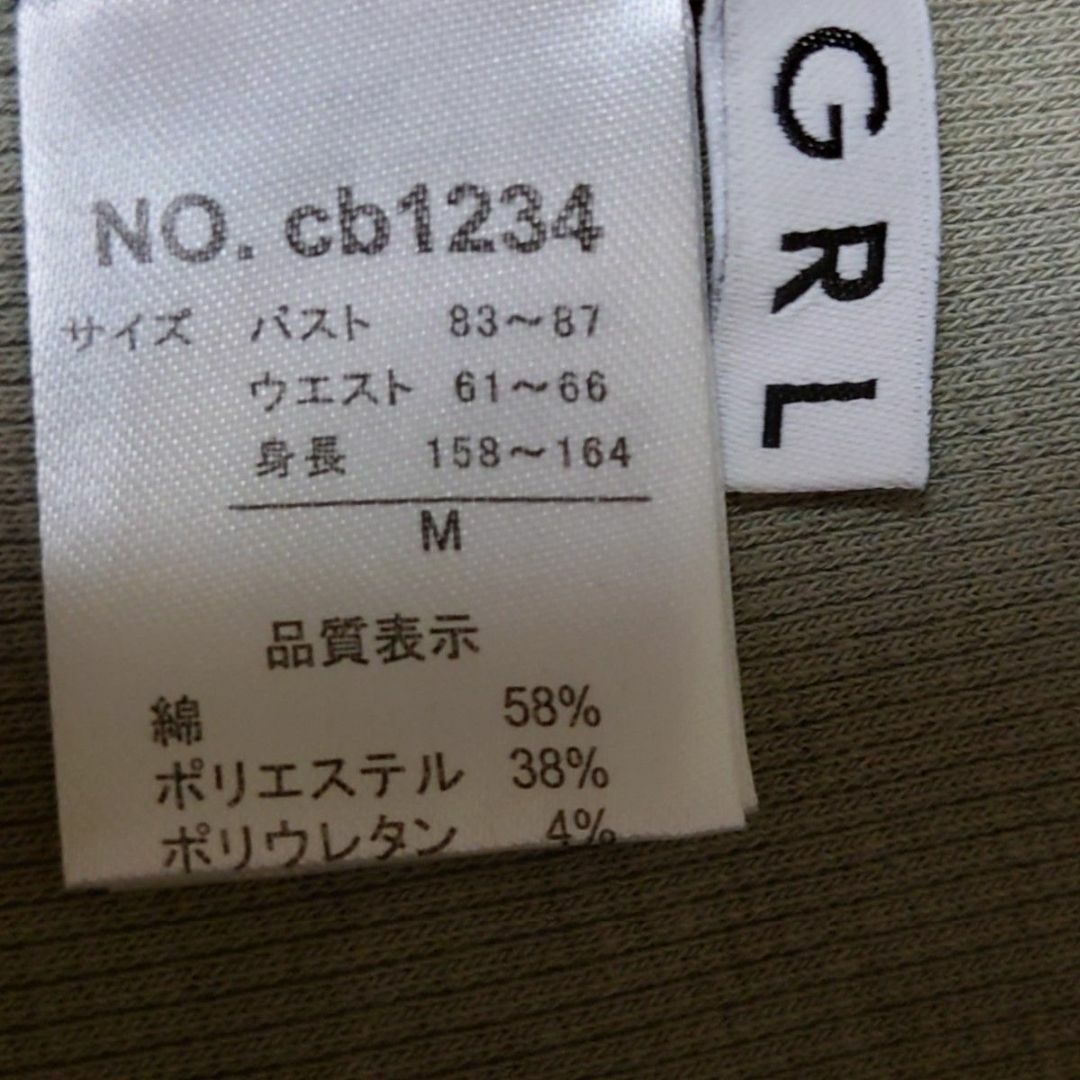 NO. cb1234
サイズ バスト 83～87
ウエスト 61～66
身長 158～164
M
品質表示
綿 58%
ポリエステル 38%
ポリウレタン 4%
GRL